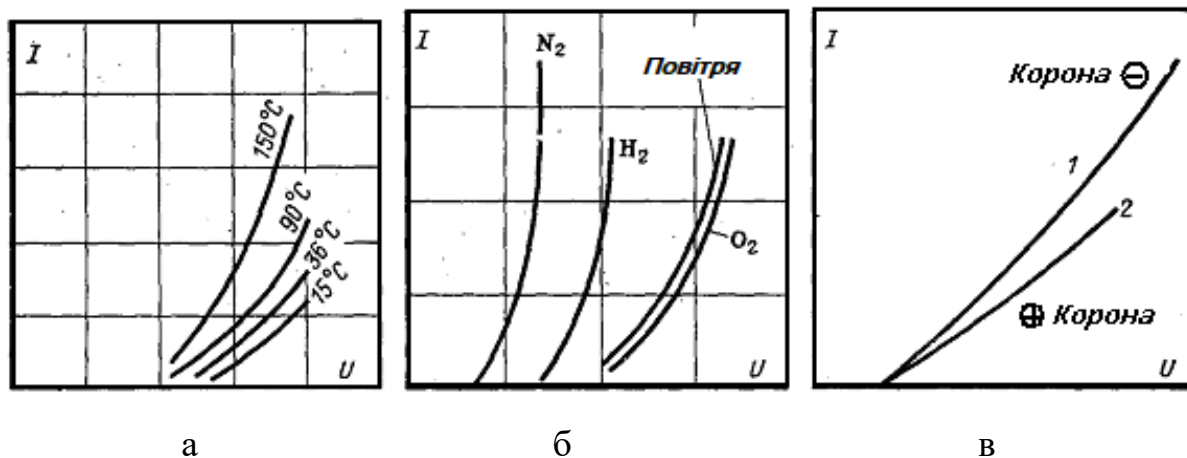 I
150°C
90°C
36°C
15°C
U
I
N₂
Повітря
H₂
O₂
U
I
Корона ⊖
1
2
⊕ Корона
U
а
б
в